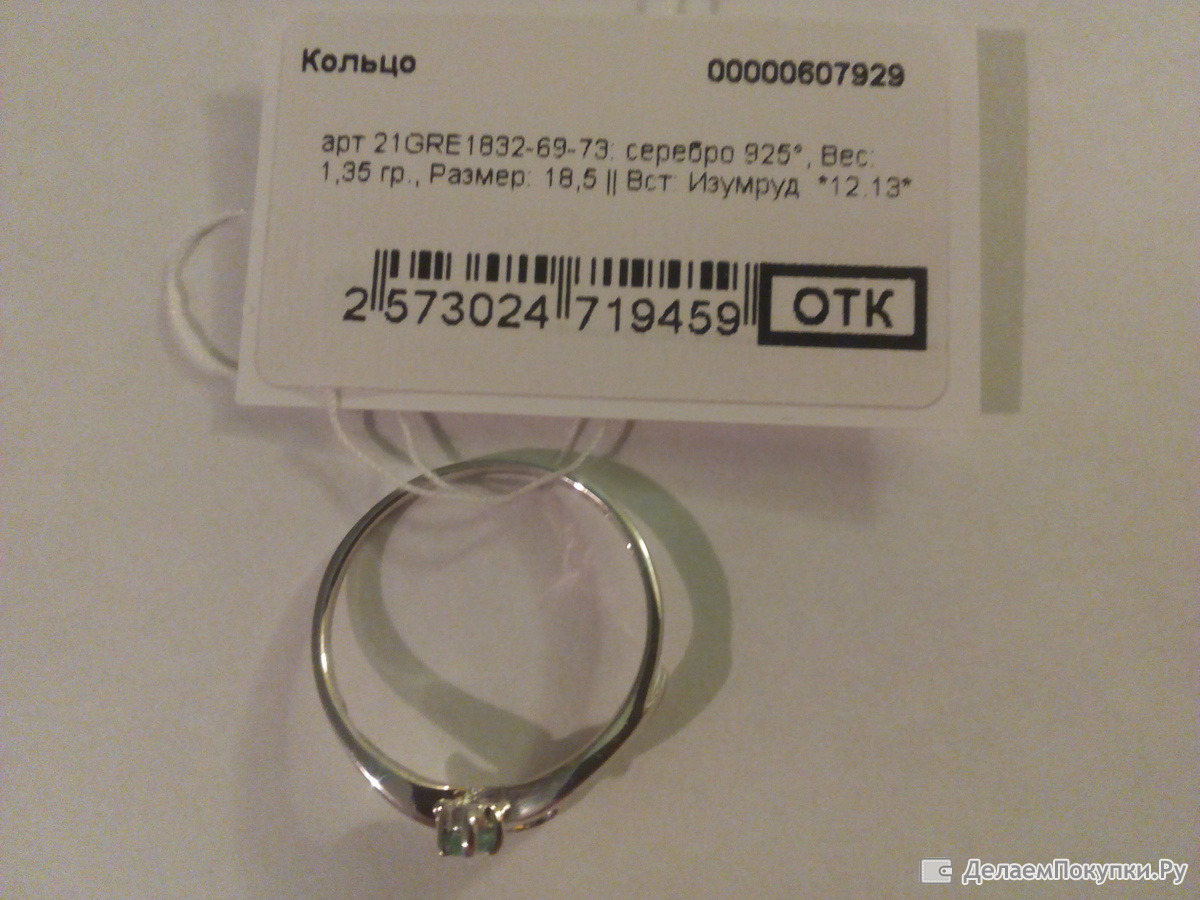 Кольцо 00000607929
арт 21GRE1832-69-73: серебро 925°, Вес:
1,35 гр., Размер: 18,5 || Вст: Изумруд *12.13*
2 573024 719459 ОТК
ДелаемПокупки.Ру